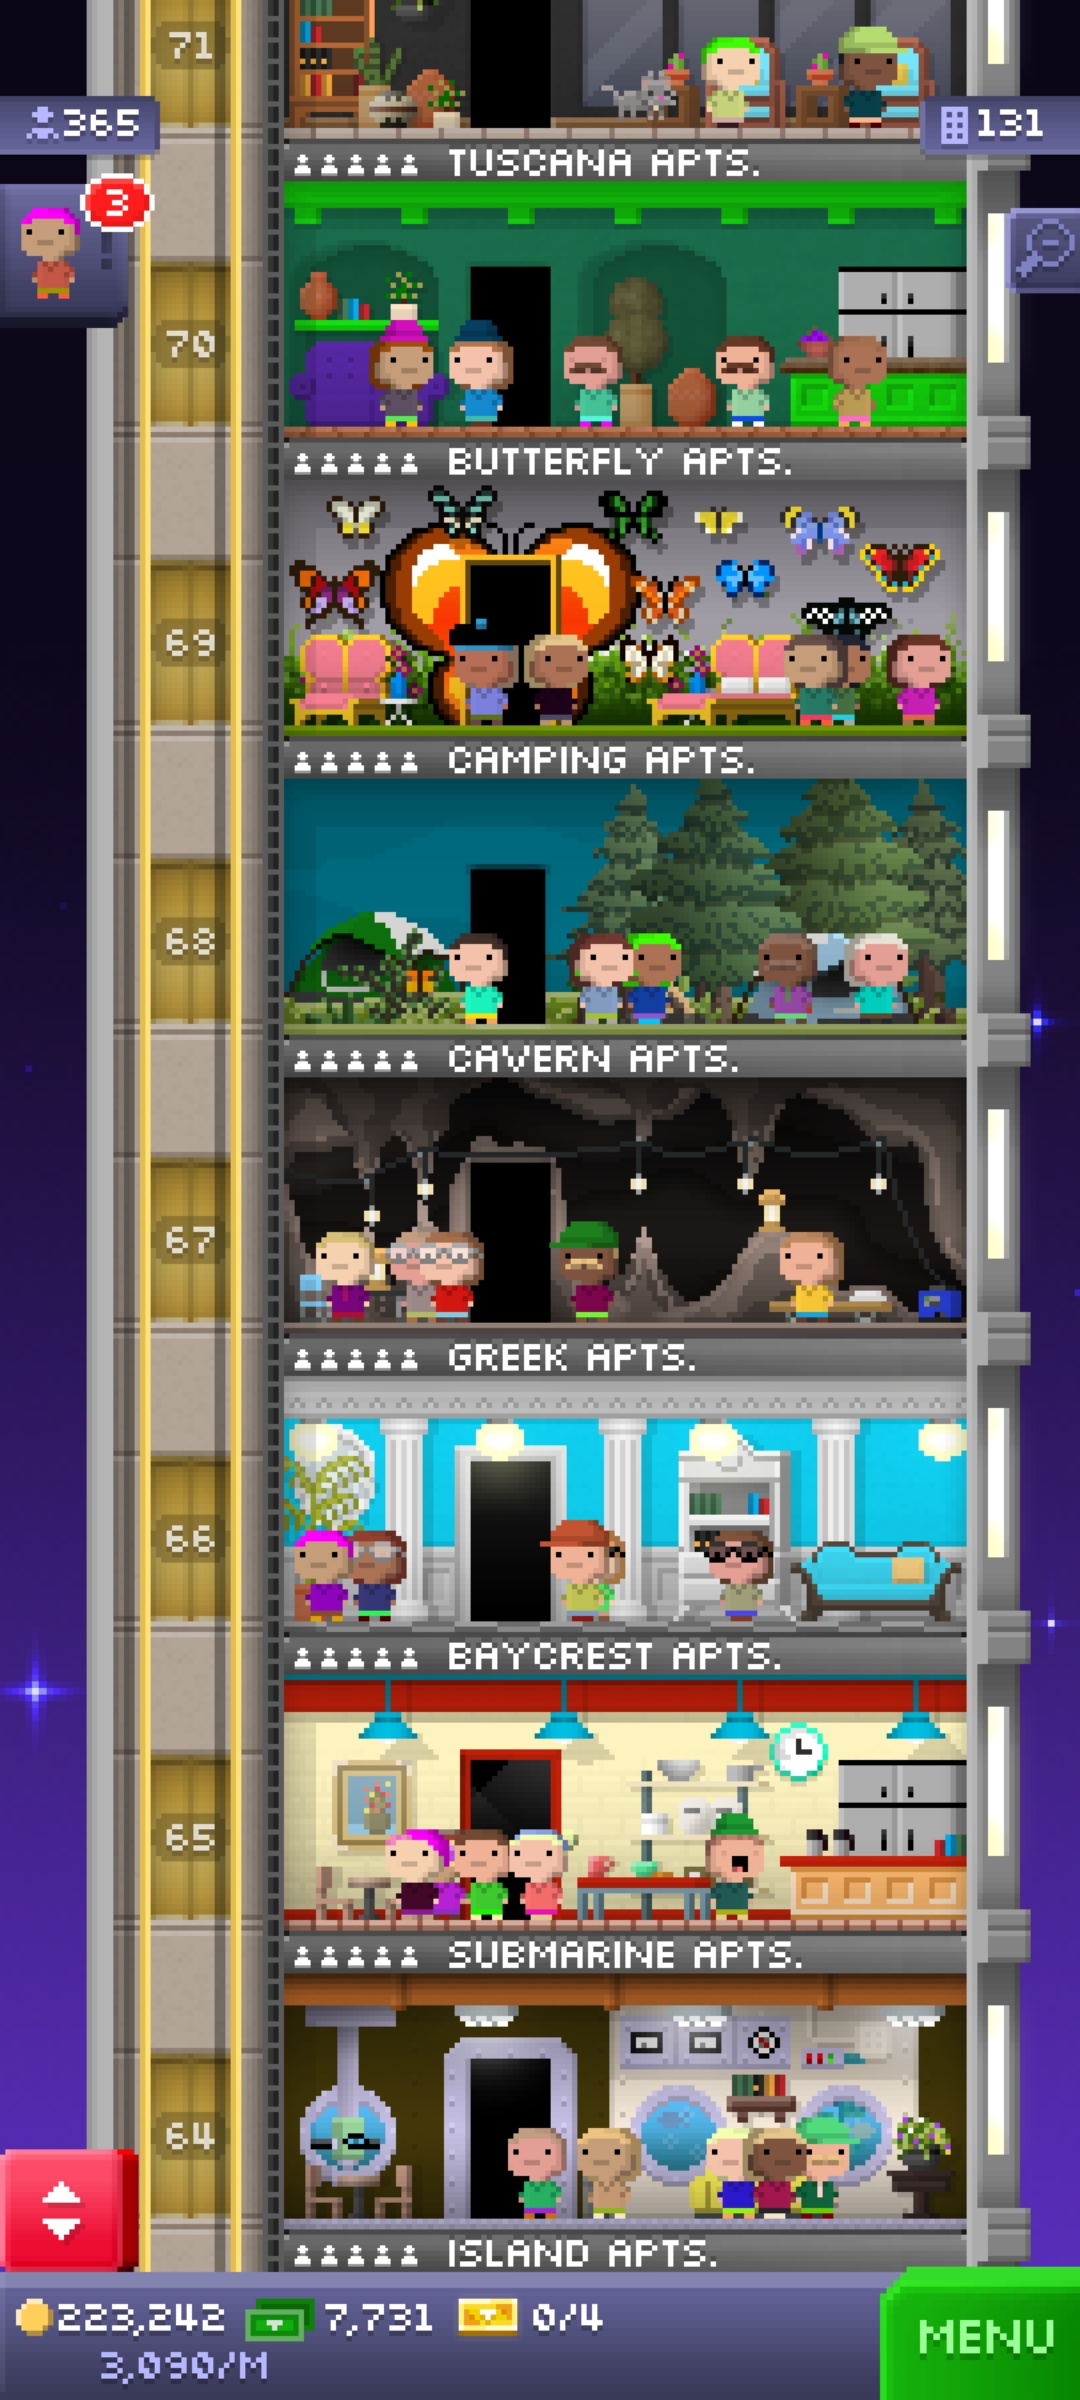 71
365
131
TUSCANA APTS.
3
70
BUTTERFLY APTS.
69
CAMPING APTS.
68
CAVERN APTS.
67
GREEK APTS.
66
BAYCREST APTS.
65
SUBMARINE APTS.
64
ISLAND APTS.
223,242 7,731 0/4
MENU
3,090/M